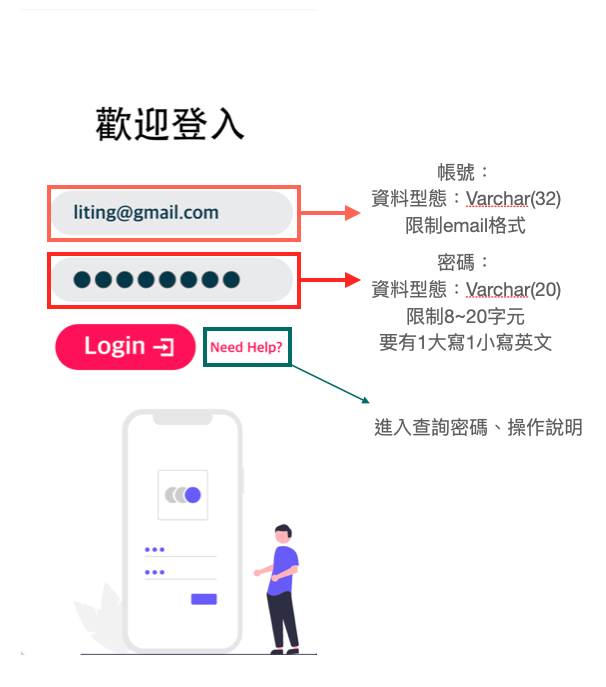 歡迎登入
帳號：
資料型態：Varchar(32)
限制email格式
liting@gmail.com
密碼：
資料型態：Varchar(20)
限制8~20字元
要有1大寫1小寫英文
Login
Need Help?
進入查詢密碼、操作說明